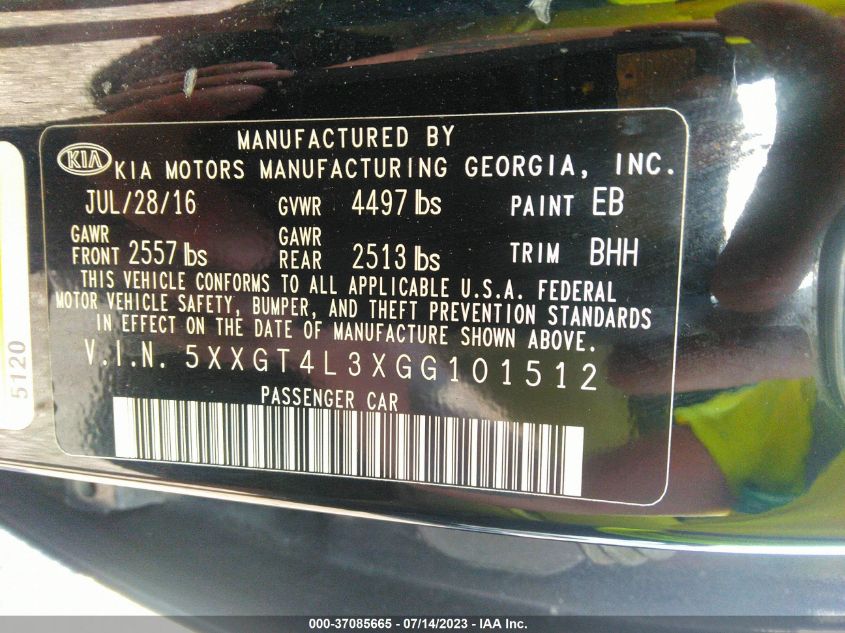 MANUFACTURED BY
KIA KIA MOTORS MANUFACTURING GEORGIA, INC.
JUL/28/16 GVWR 4497 lbs PAINT EB
GAWR FRONT 2557 lbs GAWR REAR 2513 lbs TRIM BHH
THIS VEHICLE CONFORMS TO ALL APPLICABLE U.S.A. FEDERAL
MOTOR VEHICLE SAFETY, BUMPER, AND THEFT PREVENTION STANDARDS
IN EFFECT ON THE DATE OF MANUFACTURE SHOWN ABOVE.
V.I.N. 5XXGT4L3XGG101512
PASSENGER CAR
5120
000-37085665 - 07/14/2023 - IAA Inc.